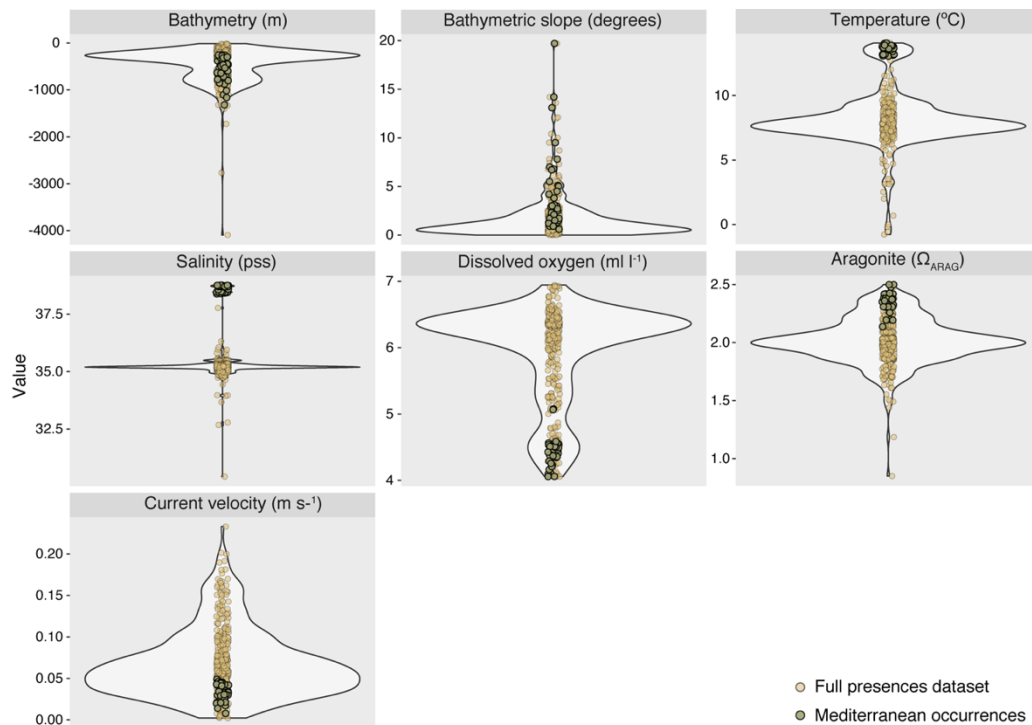 Bathymetry (m)
0
-1000
-2000
-3000
-4000
Bathymetric slope (degrees)
20
15
10
5
0
Temperature (ºC)
10
5
0
Salinity (pss)
37.5
35.0
32.5
Dissolved oxygen (ml l⁻¹)
7
6
5
4
Aragonite (Ω_ARAG)
2.5
2.0
1.0
Value
Current velocity (m s-¹)
0.20
0.15
0.10
0.05
0.00
Full presences dataset
Mediterranean occurrences